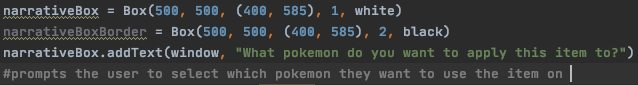 narrativeBox = Box(500, 500, (400, 585), 1, white)
narrativeBoxBorder = Box(500, 500, (400, 585), 2, black)
narrativeBox.addText(window, "What pokemon do you want to apply this item to?")
#prompts the user to select which pokemon they want to use the item on